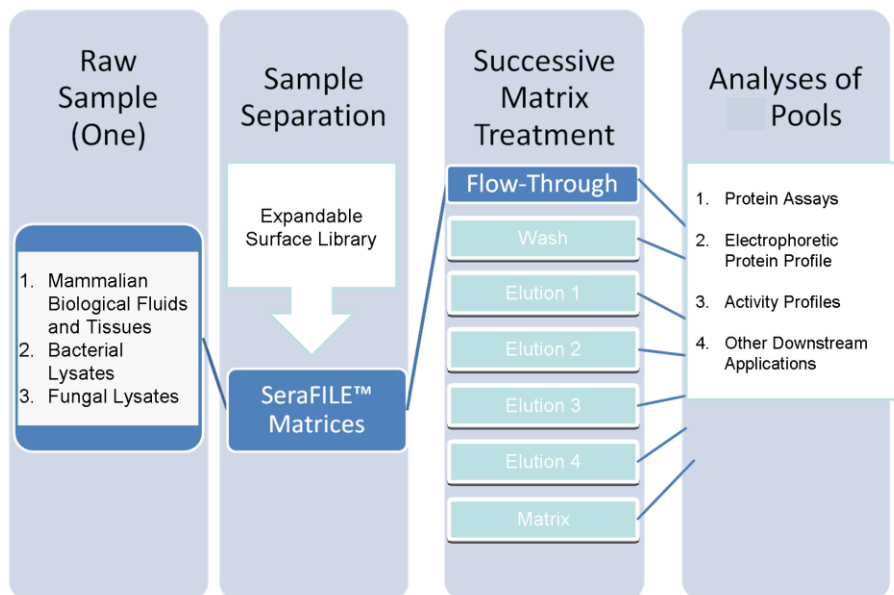 Raw
Sample
(One)
1. Mammalian
Biological Fluids
and Tissues
2. Bacterial
Lysates
3. Fungal Lysates
Sample
Separation
Expandable
Surface Library
SeraFILE™
Matrices
Successive
Matrix
Treatment
Flow-Through
Wash
Elution 1
Elution 2
Elution 3
Elution 4
Matrix
Analyses of
Pools
1. Protein Assays
2. Electrophoretic
Protein Profile
3. Activity Profiles
4. Other Downstream
Applications